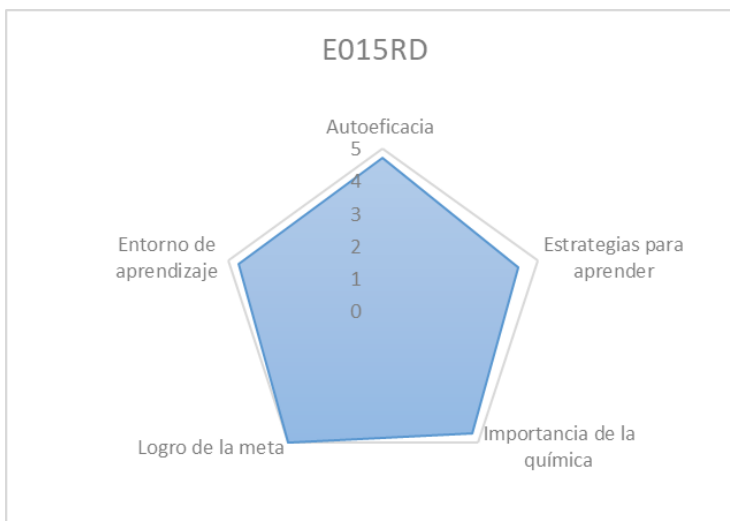 E015RD
Autoeficacia
5
4
3
2
1
0
Estrategias para
aprender
Importancia de la
química
Logro de la meta
Entorno de
aprendizaje